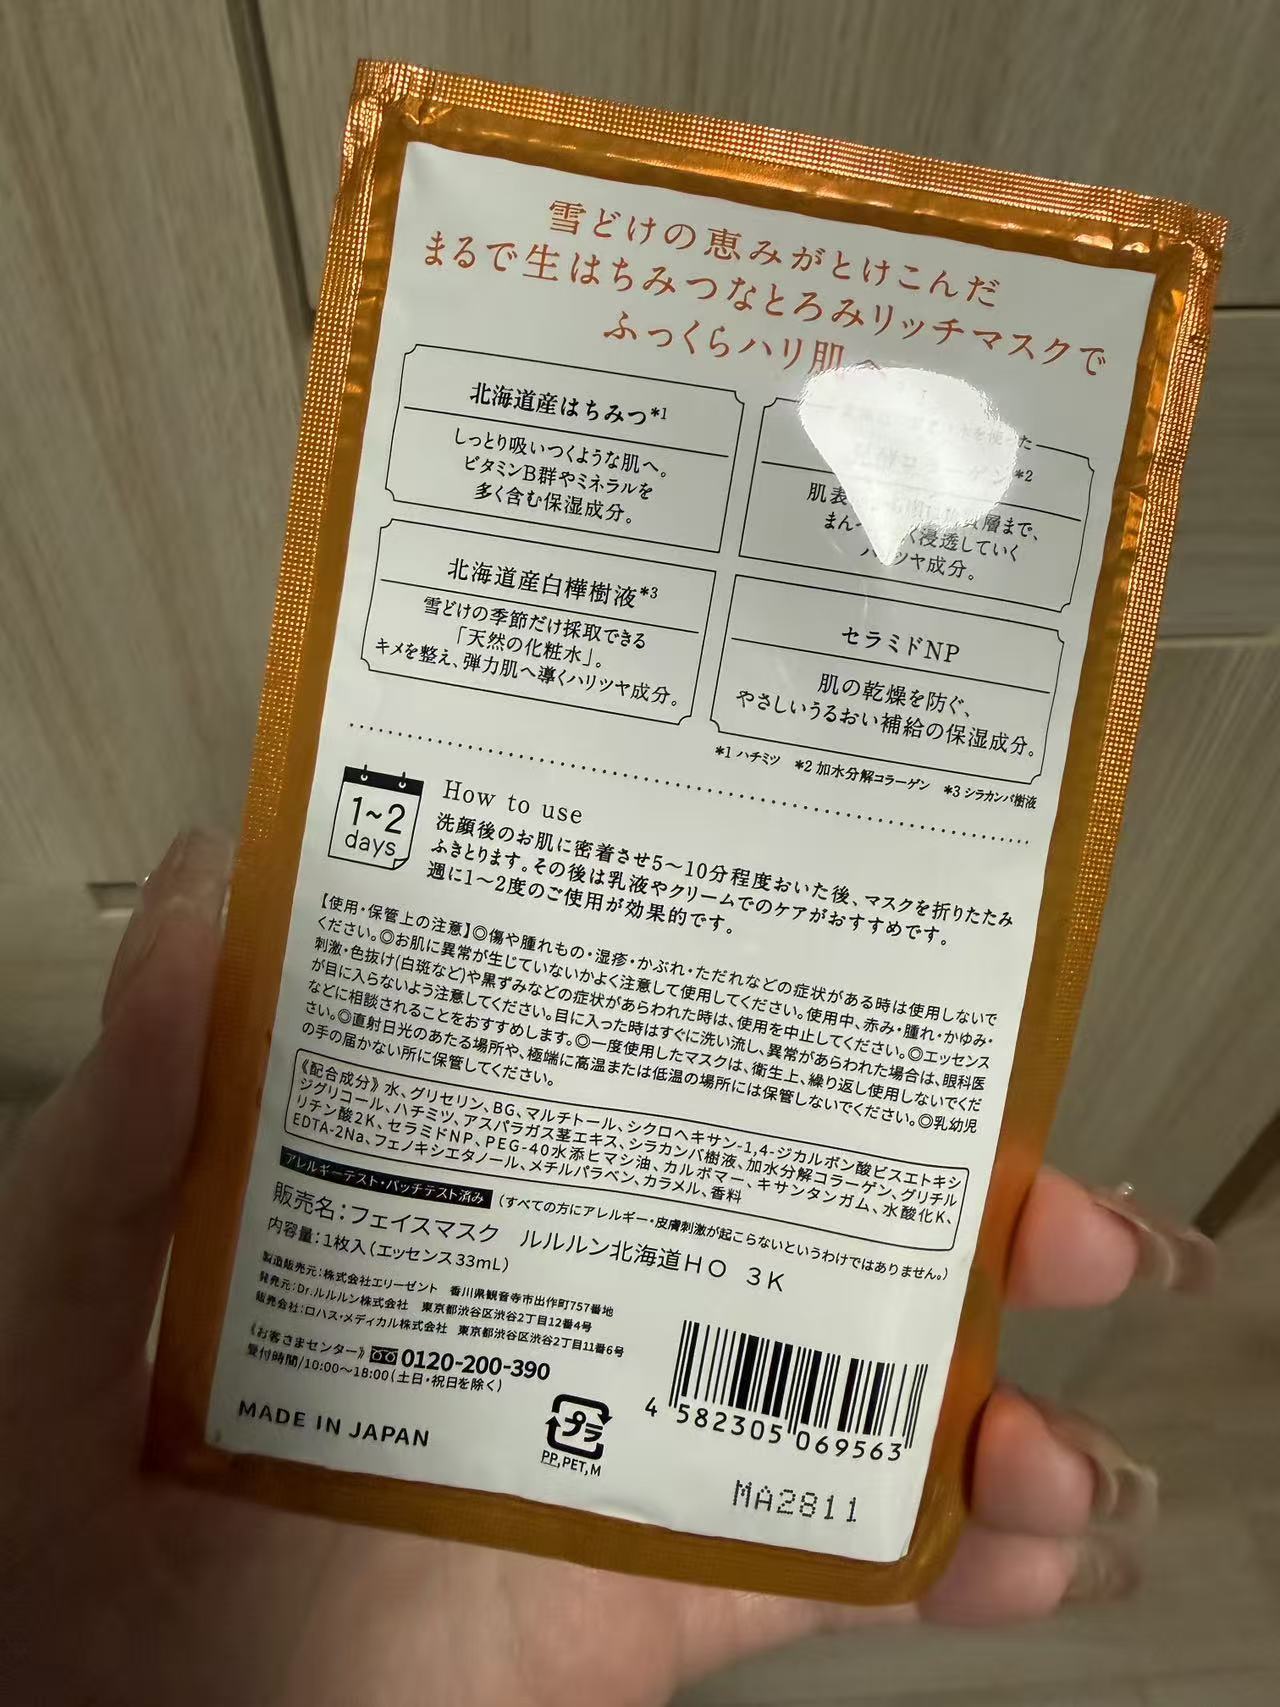 雪どけの恵みがとけこんだ
まるで生はちみつなとろみリッチマスクで
ふっくらハリ肌へ
北海道産はちみつ*1
しっとり吸いつくような肌へ。
ビタミンB群やミネラルを
多く含む保湿成分。
った
*2
肌表
層まで、
まん
く浸透していく
ツヤ成分。
北海道産白樺樹液*3
雪どけの季節だけ採取できる
「天然の化粧水」。
キメを整え、弾力肌へ導くハリツヤ成分。
セラミドNP
肌の乾燥を防ぐ、
やさしいうるおい補給の保湿成分。
*1 ハチミツ *2 加水分解コラーゲン *3 シラカンバ樹液
1~2
days
How to use
洗顔後のお肌に密着させ5〜10分程度おいた後、マスクを折りたたみ
ふきとります。その後は乳液やクリームでのケアがおすすめです。
週に1〜2度のご使用が効果的です。
【使用・保管上の注意】◎傷や腫れもの・湿疹・かぶれ・ただれなどの症状がある時は使用しないで
ください。◎お肌に異常が生じていないかよく注意して使用してください。使用中、赤み・腫れ・かゆみ・
刺激・色抜け(白斑など)や黒ずみなどの症状があらわれた時は、使用を中止してください。◎エッセンス
が目に入らないよう注意してください。目に入った時はすぐに洗い流し、異常があらわれた場合は、眼科医
などに相談されることをおすすめします。◎一度使用したマスクは、衛生上、繰り返し使用しないでくだ
さい。◎直射日光のあたる場所や、極端に高温または低温の場所には保管しないでください。◎乳幼児
の手の届かない所に保管してください。
《配合成分》水、グリセリン、BG、マルチトール、シクロヘキサン-1,4-ジカルボン酸ビスエトキシ
ジグリコール、ハチミツ、アスパラガス茎エキス、シラカンバ樹液、加水分解コラーゲン、グリチル
リチン酸2K、セラミドNP、PEG-40水添ヒマシ油、カルボマー、キサンタンガム、水酸化K、
EDTA-2Na、フェノキシエタノール、メチルパラベン、カラメル、香料
アレルギーテスト・パッチテスト済み (すべての方にアレルギー・皮膚刺激が起こらないというわけではありません。)
販売名:フェイスマスク ルルルン北海道HO 3K
内容量:1枚入(エッセンス33mL)
製造販売元:株式会社エリーゼント 香川県観音寺市出作町757番地
発売元:Dr.ルルルン株式会社 東京都渋谷区渋谷2丁目12番4号
販売会社:ロハス・メディカル株式会社 東京都渋谷区渋谷2丁目11番6号
《お客さまセンター》0120-200-390
受付時間/10:00〜18:00(土日・祝日を除く)
MADE IN JAPAN
プラ
PP,PET,M
4 582305 069563
MA2811